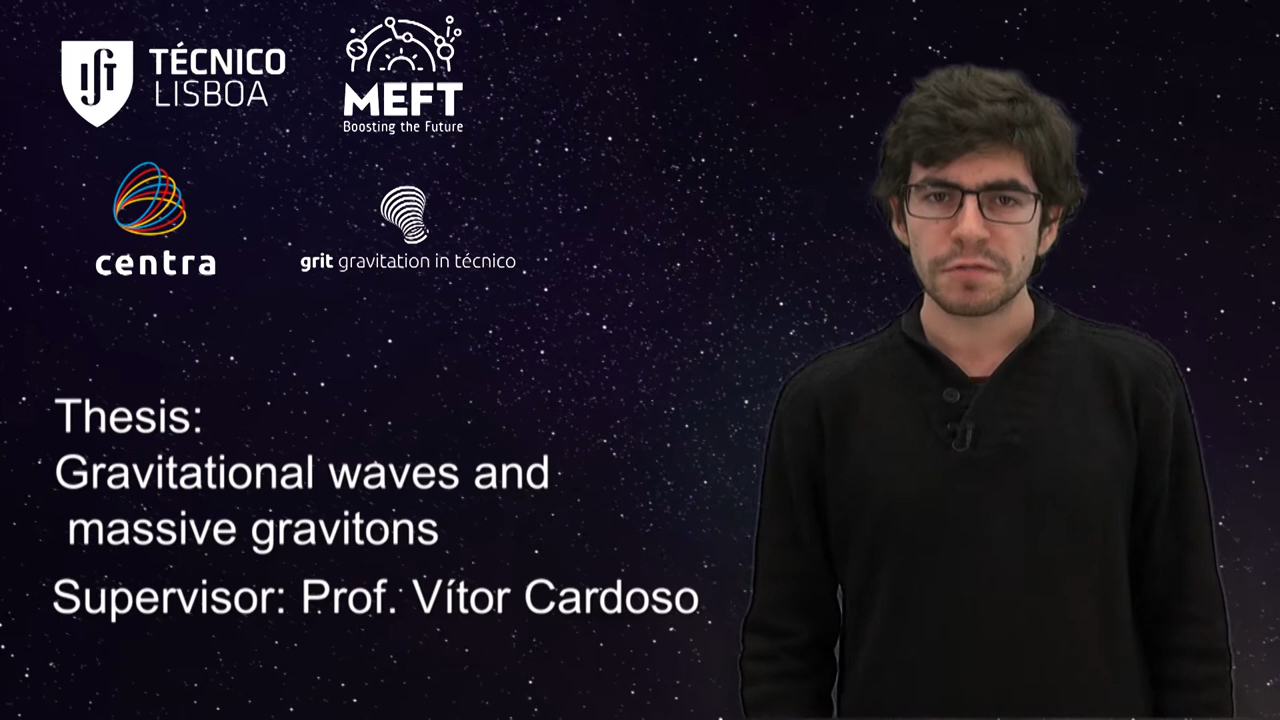 TÉCNICO
LISBOA
MEFT
Boosting the Future
centra
grit gravitation in técnico
Thesis:
Gravitational waves and
massive gravitons
Supervisor: Prof. Vítor Cardoso